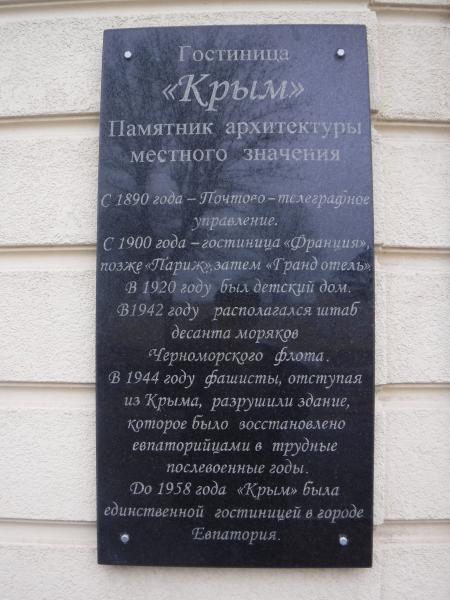 Гостиница
«Крым»
Памятник архитектуры
местного значения
С 1890 года – Почтово – телеграфное
управление.
С 1900 года – гостиница «Франция»,
позже «Париж», затем «Гранд отель».
В 1920 году был детский дом.
В1942 году располагался штаб
десанта моряков
Черноморского флота.
В 1944 году фашисты, отступая
из Крыма, разрушили здание,
которое было восстановлено
евпаторийцами в трудные
послевоенные годы.
До 1958 года «Крым» была
единственной гостиницей в городе
Евпатория.